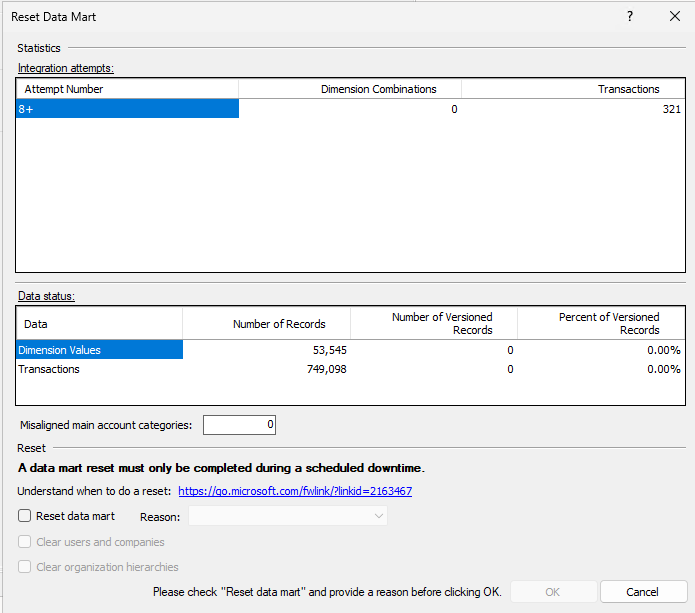 Reset Data Mart ?
Statistics
Integration attempts:
Attempt Number Dimension Combinations Transactions
8+ 0 321
Data status:
Data Number of Records Number of Versioned Records Percent of Versioned Records
Dimension Values 53,545 0 0.00%
Transactions 749,098 0 0.00%
Misaligned main account categories: 0
Reset
A data mart reset must only be completed during a scheduled downtime.
Understand when to do a reset: https://go.microsoft.com/fwlink/?linkid=2163467
Reset data mart Reason:
Clear users and companies
Clear organization hierarchies
Please check "Reset data mart" and provide a reason before clicking OK. OK Cancel